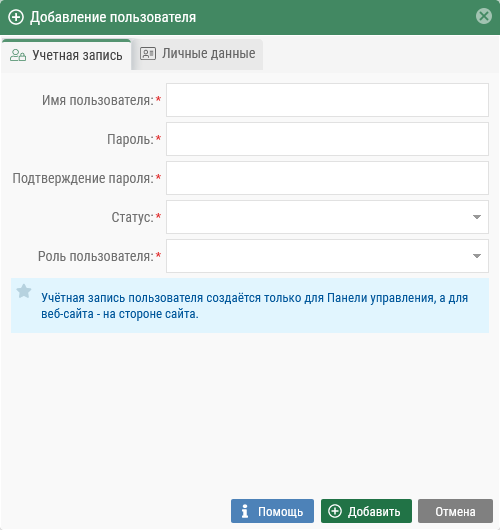 Добавление пользователя
Учетная запись
Личные данные
Имя пользователя:*
Пароль:*
Подтверждение пароля:*
Статус:*
Роль пользователя:*
Учётная запись пользователя создаётся только для Панели управления, а для
веб-сайта - на стороне сайта.
Помощь
Добавить
Отмена